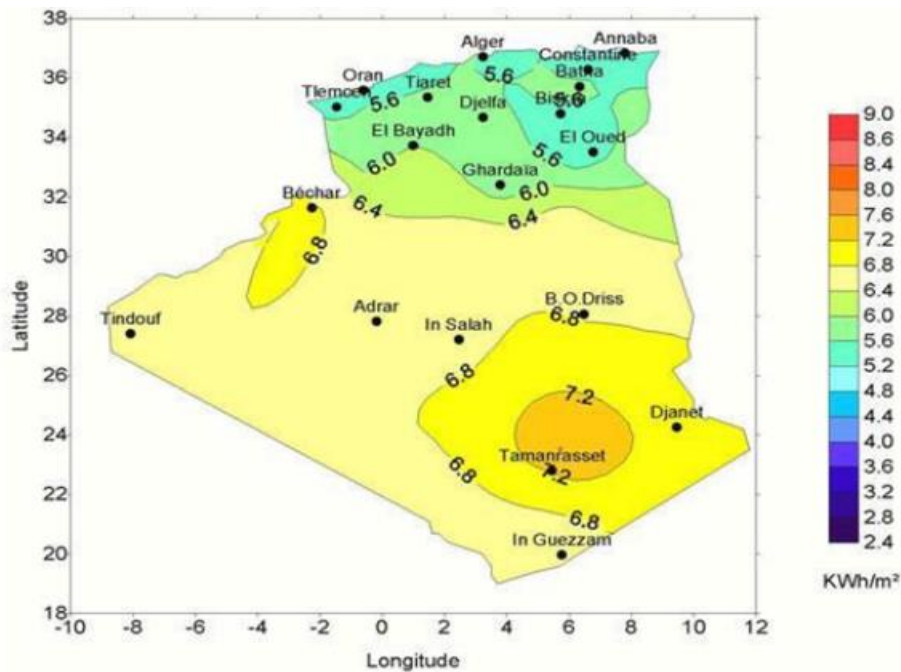 38
36
34
32
30
28
26
24
22
20
18
Latitude
-10 -8 -6 -4 -2 0 2 4 6 8 10 12
Longitude
Alger
Annaba
Constantine
Oran
Tiaret
5.6
Batna
Tlemcen
5.6
Djelfa
Biskra
5.6
El Bayadh
El Oued
6.0
5.6
Ghardaïa
6.0
Béchar
6.4
6.4
6.8
Tindouf
Adrar
In Salah
B.O.Driss
6.8
6.8
7.2
Djanet
Tamanrasset
6.8
7.2
6.8
In Guezzam
9.0
8.6
8.4
8.0
7.6
7.2
6.8
6.4
6.0
5.6
5.2
4.8
4.4
4.0
3.6
3.2
2.8
2.4
KWh/m²